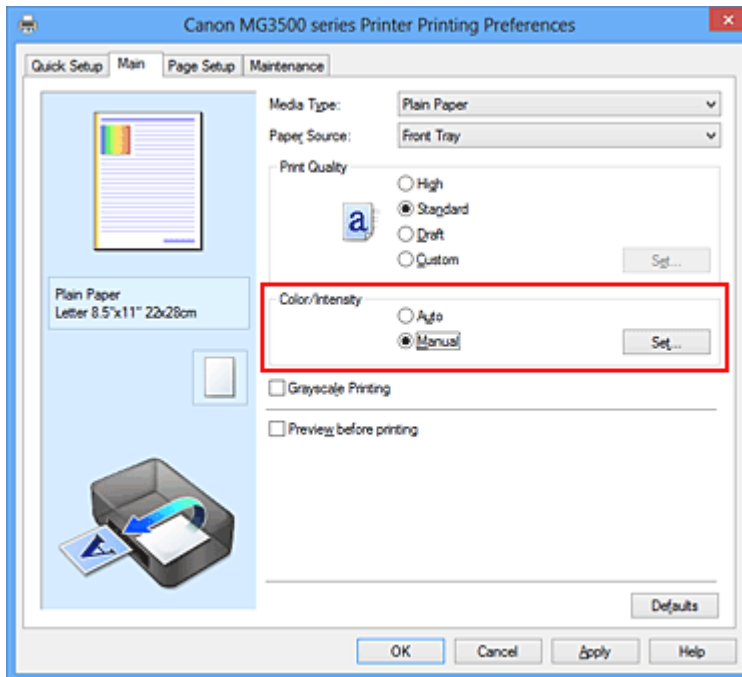 Canon MG3500 series Printer Printing Preferences
Quick Setup Main Page Setup Maintenance
Media Type: Plain Paper
Paper Source: Front Tray
Print Quality
High
Standard
Draft
Custom Set...
a
Plain Paper
Letter 8.5"x11" 22x28cm
Color/Intensity
Auto
Manual Set...
Grayscale Printing
Preview before printing
A
Defaults
OK Cancel Apply Help